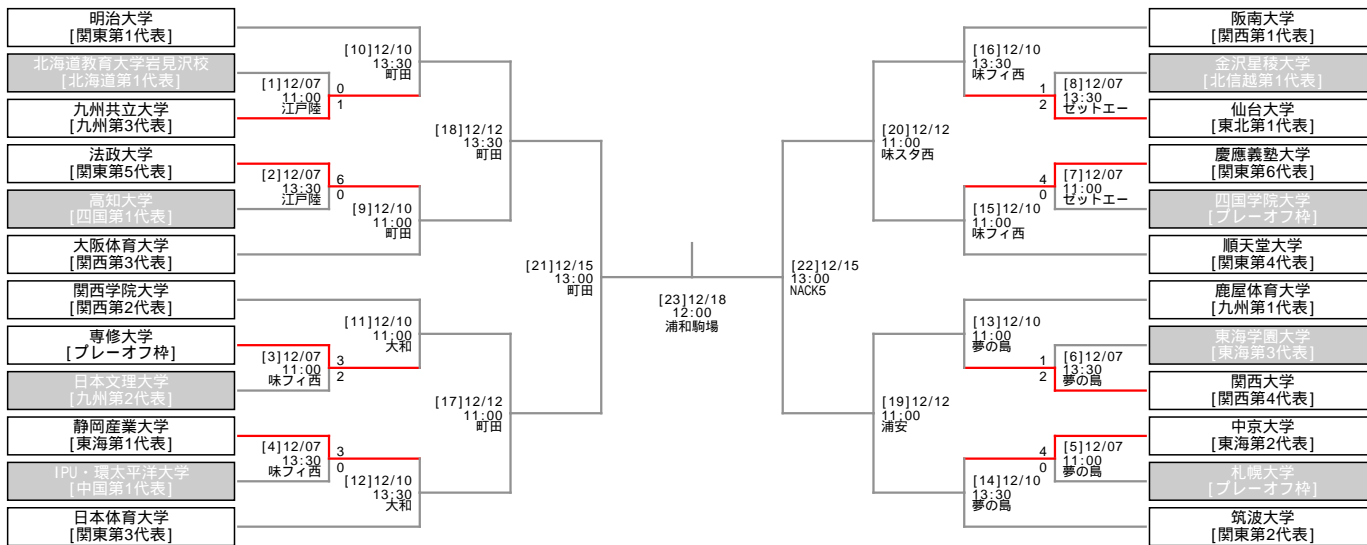 明治大学
[関東第1代表]
北海道教育大学岩見沢校
[北海道第1代表]
九州共立大学
[九州第3代表]
法政大学
[関東第5代表]
高知大学
[四国第1代表]
大阪体育大学
[関西第3代表]
関西学院大学
[関西第2代表]
専修大学
[プレーオフ枠]
日本文理大学
[九州第2代表]
静岡産業大学
[東海第1代表]
IPU・環太平洋大学
[中国第1代表]
日本体育大学
[関東第3代表]
[1]12/07
11:00
江戸陸
0
1
[2]12/07
13:30
江戸陸
6
0
[3]12/07
11:00
味フィ西
3
2
[4]12/07
13:30
味フィ西
3
0
[10]12/10
13:30
町田
[9]12/10
11:00
町田
[11]12/10
11:00
大和
[12]12/10
13:30
大和
[18]12/12
13:30
町田
[17]12/12
11:00
町田
[21]12/15
13:00
町田
[23]12/18
12:00
浦和駒場
[22]12/15
13:00
NACK5
[20]12/12
11:00
味スタ西
[19]12/12
11:00
浦安
[16]12/10
13:30
味フィ西
[15]12/10
11:00
味フィ西
[13]12/10
11:00
夢の島
[14]12/10
13:30
夢の島
1
2
[8]12/07
13:30
ゼットエー
4
0
[7]12/07
11:00
ゼットエー
1
2
[6]12/07
13:30
夢の島
4
0
[5]12/07
11:00
夢の島
阪南大学
[関西第1代表]
金沢星稜大学
[北信越第1代表]
仙台大学
[東北第1代表]
慶應義塾大学
[関東第6代表]
四国学院大学
[プレーオフ枠]
順天堂大学
[関東第4代表]
鹿屋体育大学
[九州第1代表]
東海学園大学
[東海第3代表]
関西大学
[関西第4代表]
中京大学
[東海第2代表]
札幌大学
[プレーオフ枠]
筑波大学
[関東第2代表]